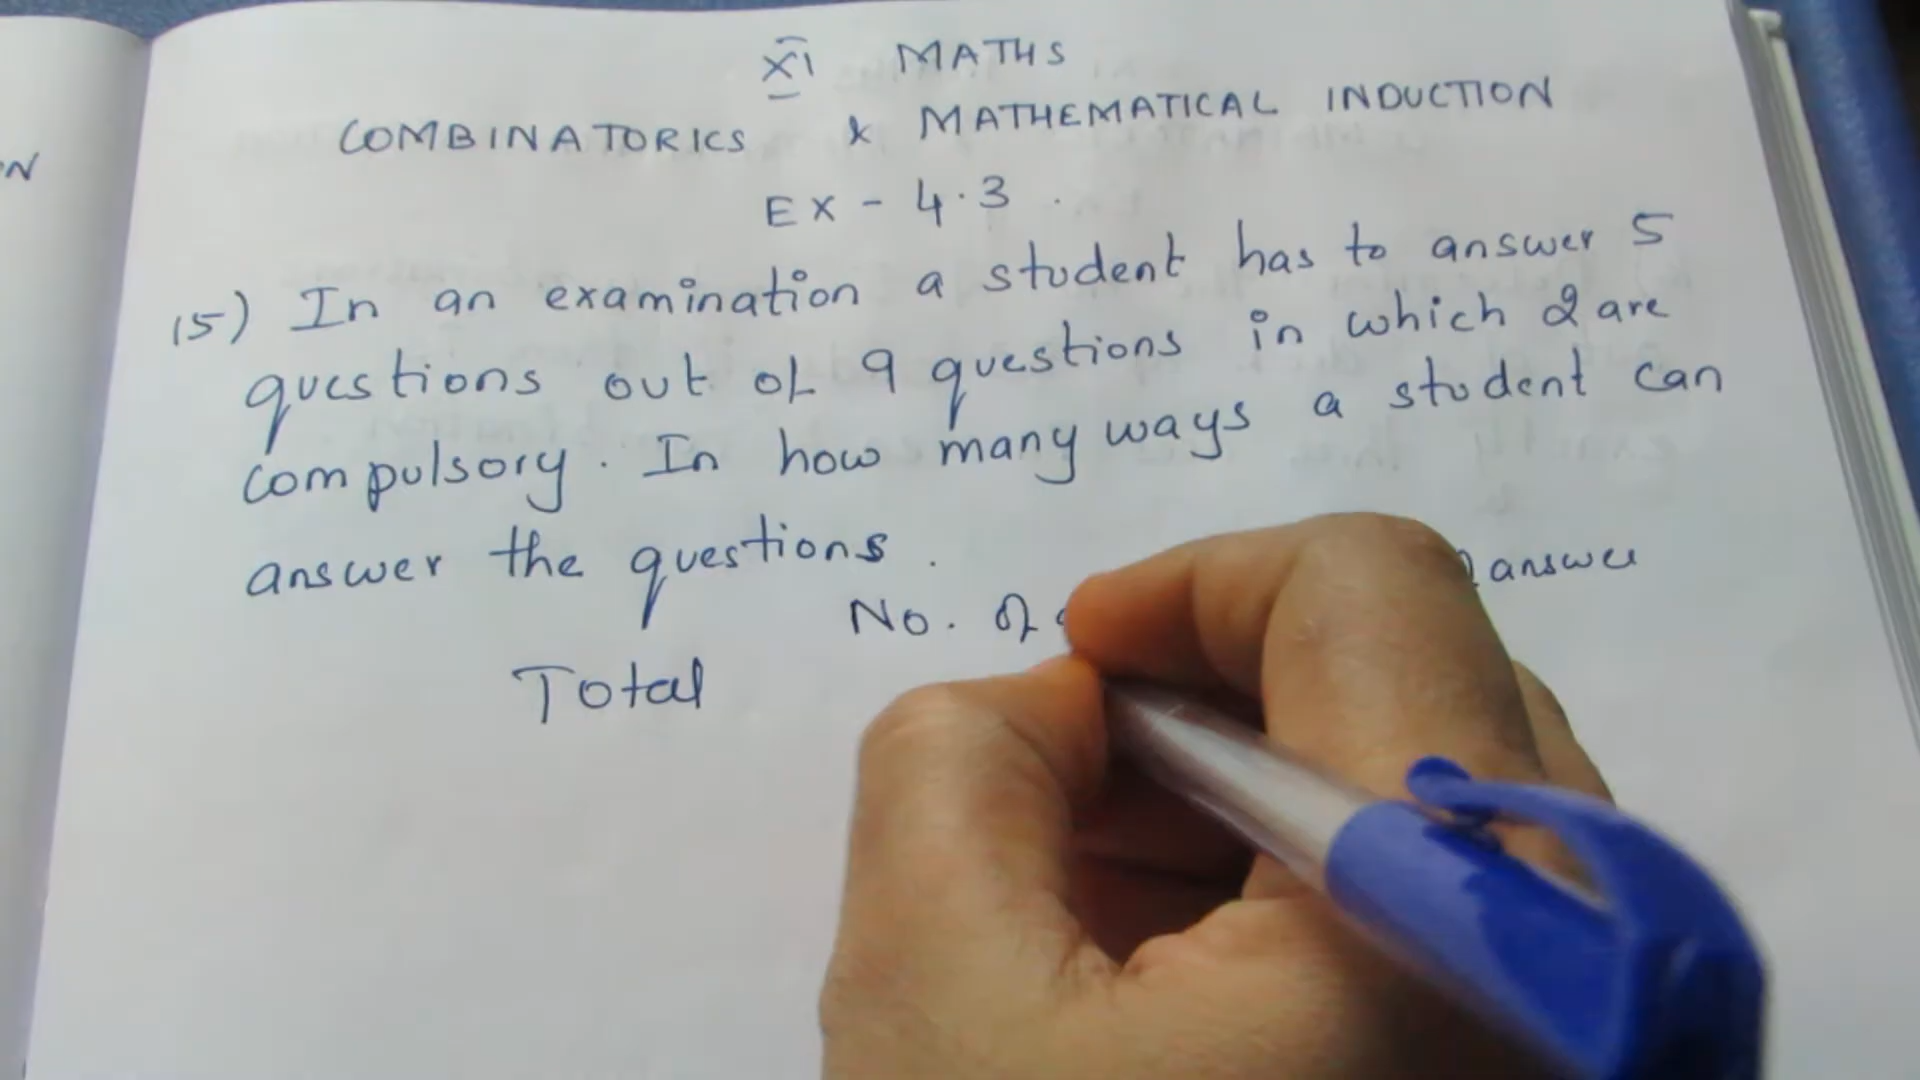 XI MATHS
COMBINATORICS & MATHEMATICAL INDUCTION
EX - 4.3
15) In an examination a student has to answer 5
questions out of 9 questions in which 2 are
compulsory. In how many ways a student can
answer the questions.
No. of answer
Total
N